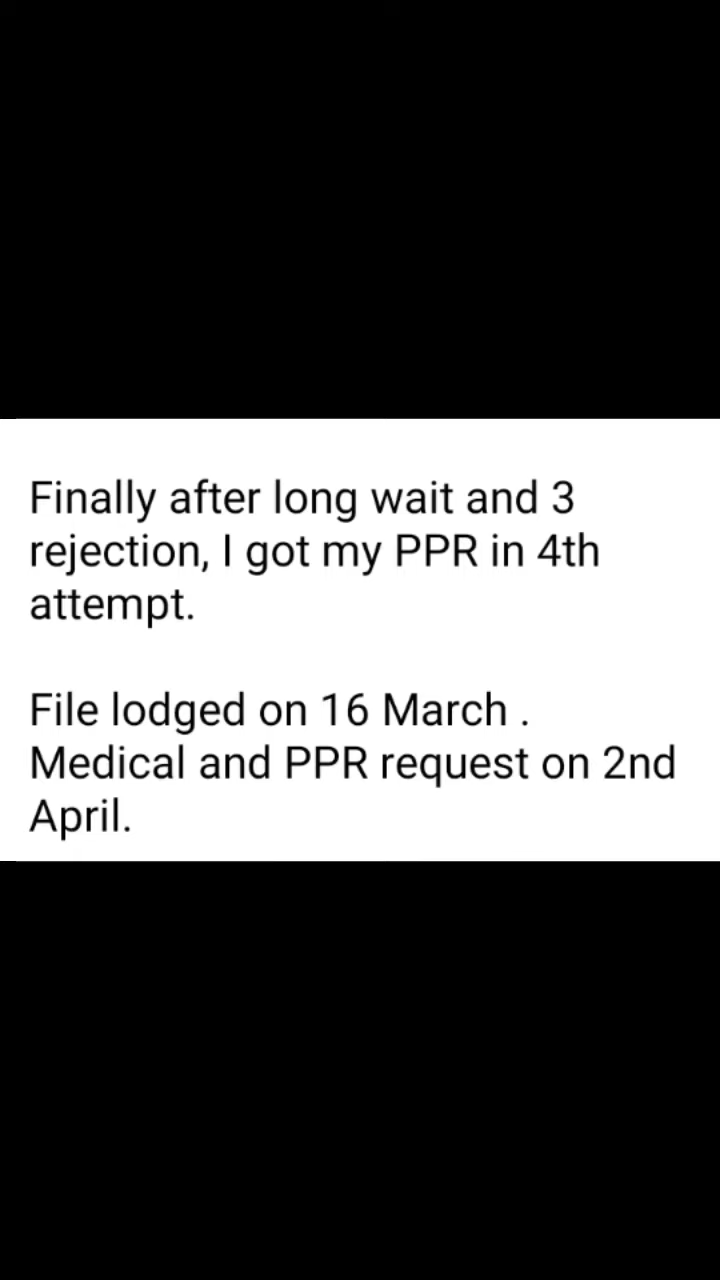 Finally after long wait and 3
rejection, I got my PPR in 4th
attempt.
File lodged on 16 March .
Medical and PPR request on 2nd
April.